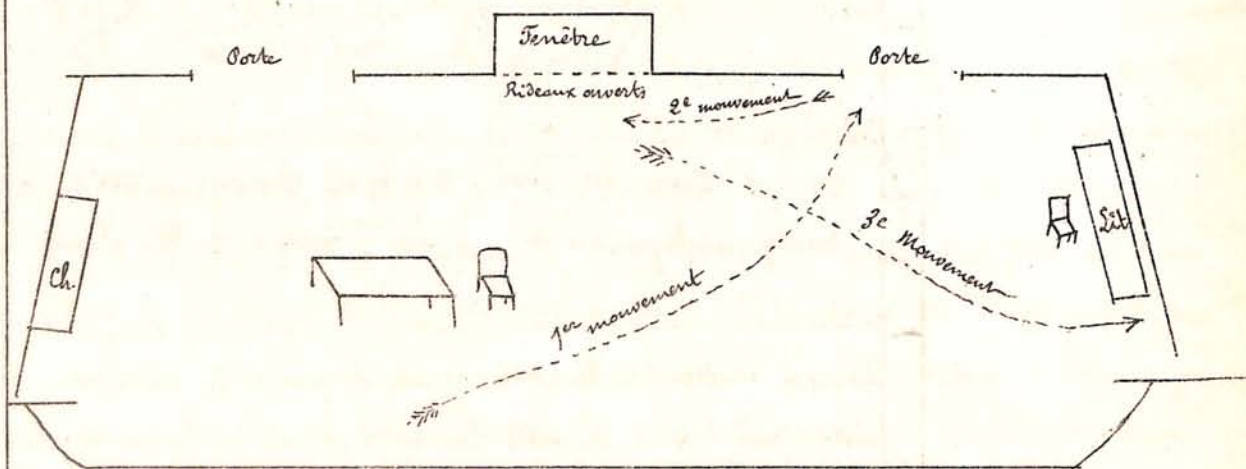 Porte
Fenêtre
Porte
Rideaux ouverts
2e mouvement
Ch.
Lit
3e Mouvement
1er mouvement